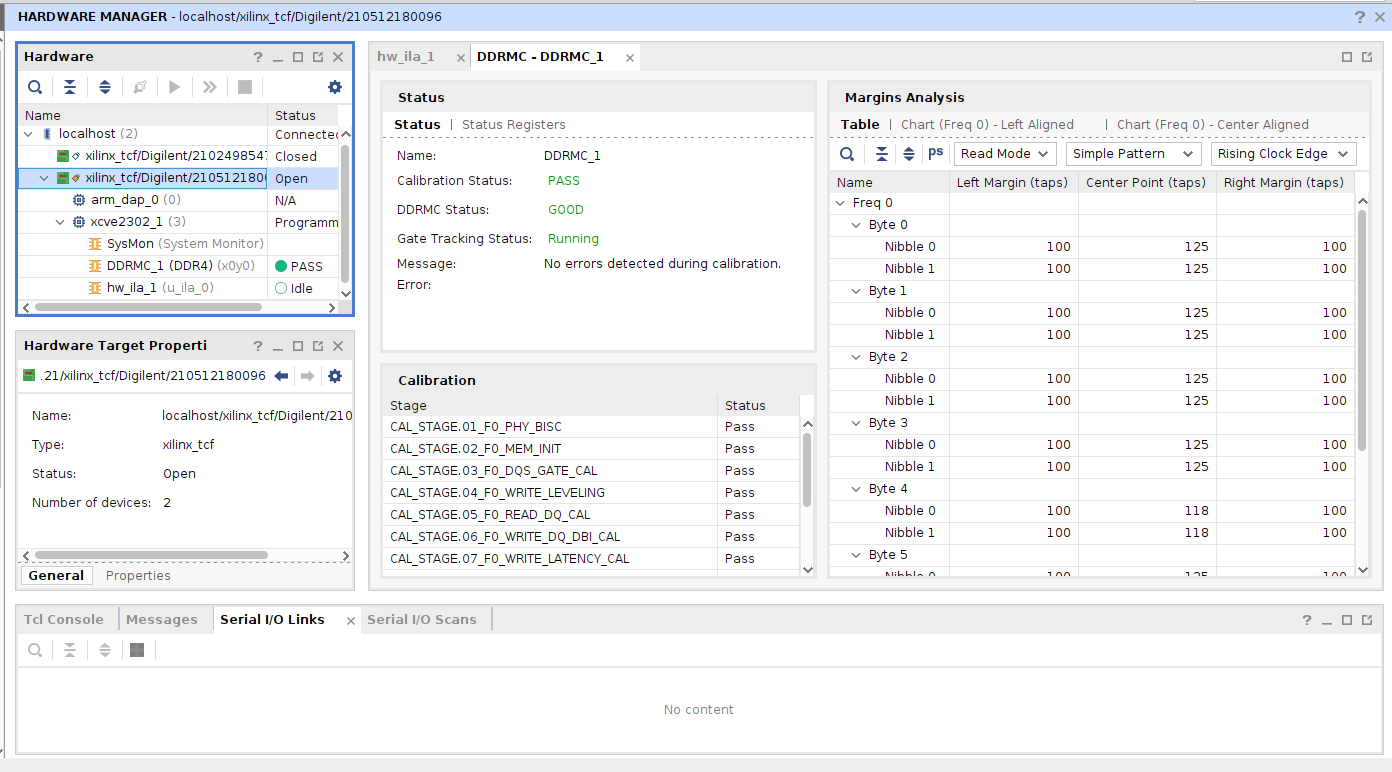 HARDWARE MANAGER - localhost/xilinx_tcf/Digilent/210512180096
Hardware
Name Status
localhost (2) Connected
xilinx_tcf/Digilent/21024985 Closed
xilinx_tcf/Digilent/2105121800 Open
arm_dap_0 (0) N/A
xcve2302_1 (3) Programm
SysMon (System Monitor)
DDRMC_1 (DDR4) (x0y0) PASS
hw_ila_1 (u_ila_0) Idle
Hardware Target Properti
.21/xilinx_tcf/Digilent/210512180096
Name: localhost/xilinx_tcf/Digilent/210
Type: xilinx_tcf
Status: Open
Number of devices: 2
General Properties
hw_ila_1 DDRMC - DDRMC_1
Status
Status | Status Registers
Name: DDRMC_1
Calibration Status: PASS
DDRMC Status: GOOD
Gate Tracking Status: Running
Message: No errors detected during calibration.
Error:
Calibration
Stage Status
CAL_STAGE.01_F0_PHY_BISC Pass
CAL_STAGE.02_F0_MEM_INIT Pass
CAL_STAGE.03_F0_DQS_GATE_CAL Pass
CAL_STAGE.04_F0_WRITE_LEVELING Pass
CAL_STAGE.05_F0_READ_DQ_CAL Pass
CAL_STAGE.06_F0_WRITE_DQ_DBI_CAL Pass
CAL_STAGE.07_F0_WRITE_LATENCY_CAL Pass
Margins Analysis
Table | Chart (Freq 0) - Left Aligned | Chart (Freq 0) - Center Aligned
ps Read Mode Simple Pattern Rising Clock Edge
Name Left Margin (taps) Center Point (taps) Right Margin (taps)
Freq 0
Byte 0
Nibble 0 100 125 100
Nibble 1 100 125 100
Byte 1
Nibble 0 100 125 100
Nibble 1 100 125 100
Byte 2
Nibble 0 100 125 100
Nibble 1 100 125 100
Byte 3
Nibble 0 100 125 100
Nibble 1 100 125 100
Byte 4
Nibble 0 100 118 100
Nibble 1 100 118 100
Byte 5
Nibble 0 100 125 100
Tcl Console Messages Serial I/O Links Serial I/O Scans
No content